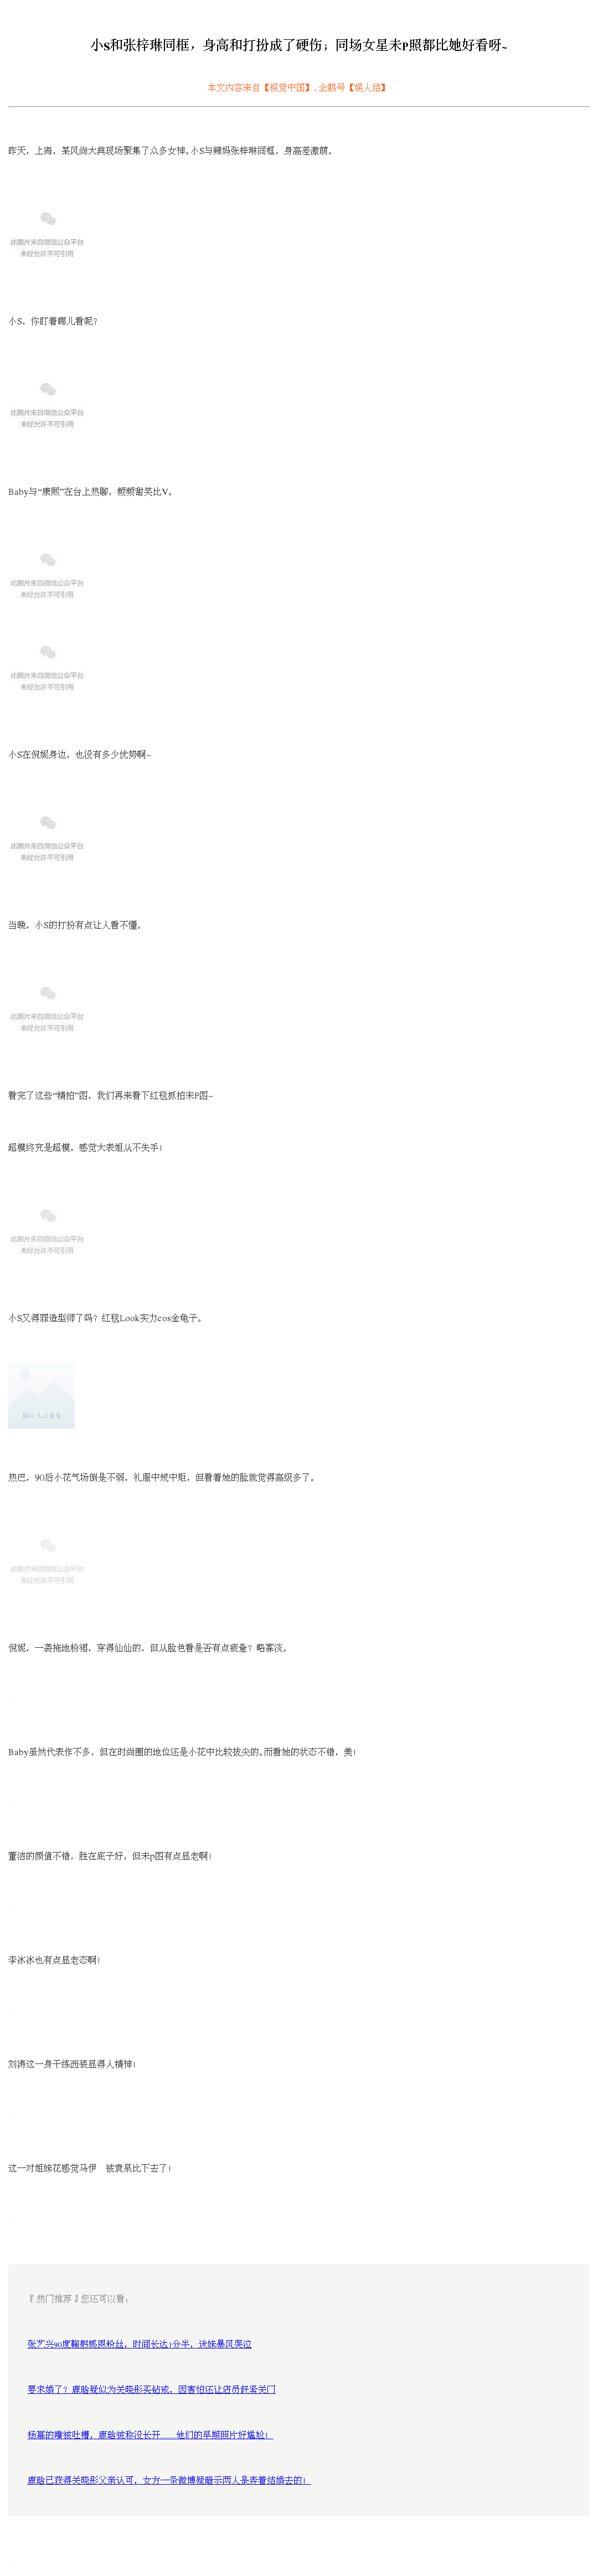 小S和张梓琳同框，身高和打扮成了硬伤；同场女星未P照都比她好看呀~
本文内容来自【视觉中国】、企鹅号【娱人结】
昨天，上海，某风尚大典现场聚集了众多女神。小S与辣妈张梓琳同框，身高差激萌。
此图片来自微信公众平台
未经允许不可引用
小S，你盯着哪儿看呢？
此图片来自微信公众平台
未经允许不可引用
Baby与“康熙”在台上热聊，频频甜笑比V。
此图片来自微信公众平台
未经允许不可引用
此图片来自微信公众平台
未经允许不可引用
小S在倪妮身边，也没有多少优势啊~
此图片来自微信公众平台
未经允许不可引用
当晚，小S的打扮有点让人看不懂。
此图片来自微信公众平台
未经允许不可引用
看完了这些“精拍”图，我们再来看下红毯抓拍未P图~
超模终究是超模，感觉大表姐从不失手！
此图片来自微信公众平台
未经允许不可引用
小S又得罪造型师了吗？红毯Look实力cos金龟子。
暂时无法查看
热巴，90后小花气场倒是不弱，礼服中规中矩，但看着她的脸就觉得高级多了。
此图片来自微信公众平台
未经允许不可引用
倪妮，一袭拖地粉裙，穿得仙仙的，但从脸色看是否有点疲惫？略寡淡。
Baby虽然代表作不多，但在时尚圈的地位还是小花中比较拔尖的。而看她的状态不错，美！
董洁的颜值不错，胜在底子好，但未p图有点显老啊！
李冰冰也有点显老态啊！
刘涛这一身干练西装显得人精神！
这一对姐妹花感觉马伊 被袁泉比下去了！
『 热门推荐 』您还可以看：
张艺兴90度鞠躬感恩粉丝，时间长达1分半，迷妹暴风哭泣
要求婚了？鹿晗疑似为关晓彤买钻戒，因害怕还让店员赶紧关门
杨幂的嘴被吐槽，鹿晗被称没长开……他们的早期照片好尴尬！
鹿晗已获得关晓彤父亲认可，女方一条微博疑暗示两人是奔着结婚去的！